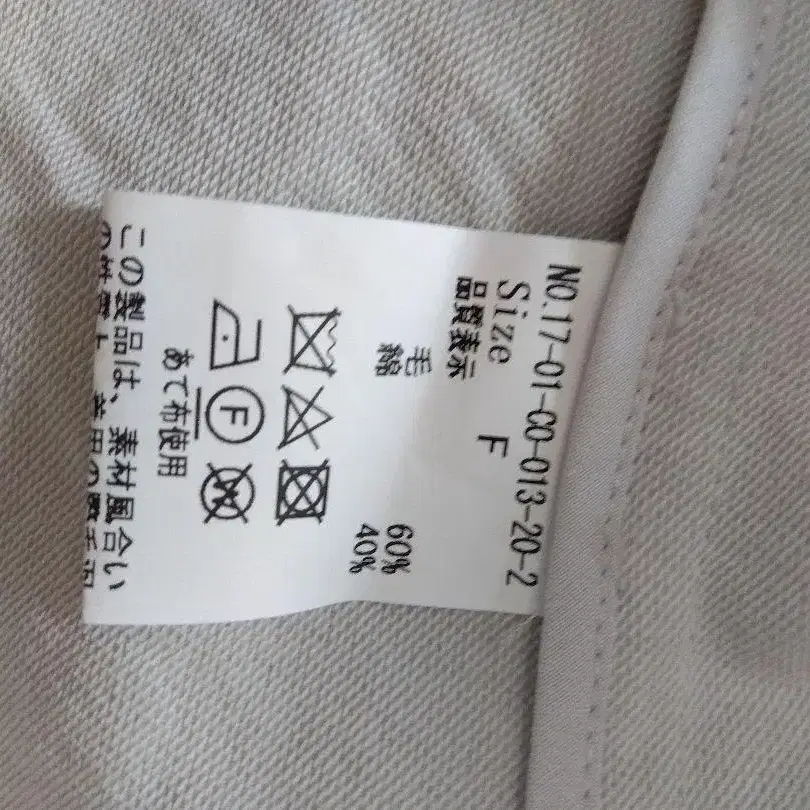 NO.17-01-CO-013-20-2
Size F
品質表示
毛 60%
綿 40%
F
W
あて布使用
この製品は、素材風合い